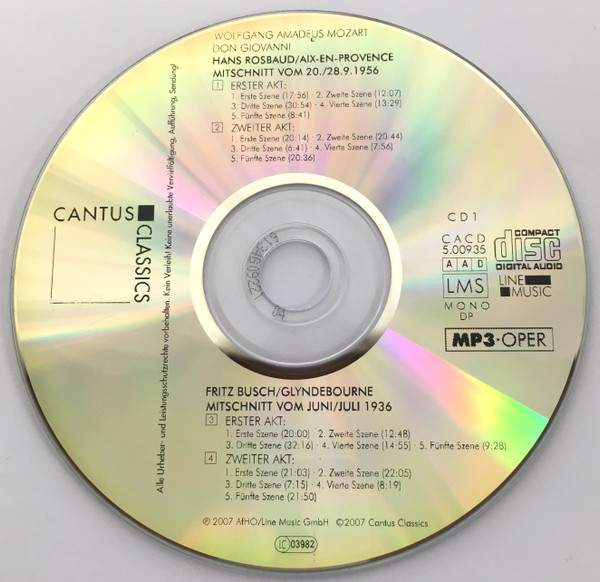 WOLFGANG AMADEUS MOZART
DON GIOVANNI
HANS ROSBAUD/AIX-EN-PROVENCE
MITSCHNITT VOM 20./28.9.1956
1 ERSTER AKT:
1. Erste Szene (17:56) · 2. Zweite Szene (12:07)
3. Dritte Szene (30:54) · 4. Vierte Szene (13:29)
5. Fünfte Szene (8:41)
2 ZWEITER AKT:
1. Erste Szene (20:14) · 2. Zweite Szene (20:44)
3. Dritte Szene (6:41) · 4. Vierte Szene (7:56)
5. Fünfte Szene (20:36)
CANTUS
CLASSICS
Alle Urheber- und Leistungsschutzrechte vorbehalten. Kein Verleih! Keine unerlaubte Vervielfältigung, Aufführung, Sendung!
CD 1
CACD
5.00935
AAD
LMS
MONO
DP
COMPACT
disc
DIGITAL AUDIO
LINE
MUSIC
MP3·OPER
FRITZ BUSCH/GLYNDEBOURNE
MITSCHNITT VOM JUNI/JULI 1936
3 ERSTER AKT:
1. Erste Szene (20:00) · 2. Zweite Szene (12:48)
3. Dritte Szene (32:16) · 4. Vierte Szene (14:55) · 5. Fünfte Szene (9:28)
4 ZWEITER AKT:
1. Erste Szene (21:03) · 2. Zweite Szene (22:05)
3. Dritte Szene (7:15) · 4. Vierte Szene (8:19)
5. Fünfte Szene (21:50)
℗ 2007 AfHO/Line Music GmbH ©2007 Cantus Classics
LC 03982